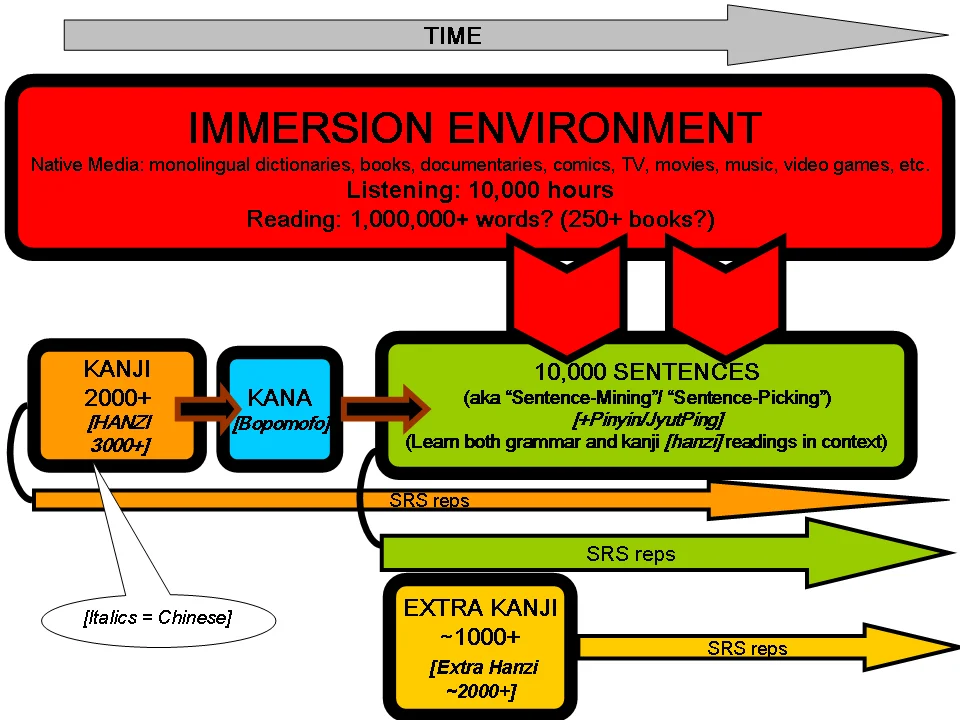 TIME
IMMERSION ENVIRONMENT
Native Media: monolingual dictionaries, books, documentaries, comics, TV, movies, music, video games, etc.
Listening: 10,000 hours
Reading: 1,000,000+ words? (250+ books?)
KANJI
2000+
[HANZI
3000+]
KANA
[Bopomofo]
10,000 SENTENCES
(aka “Sentence-Mining”/ “Sentence-Picking”)
[+Pinyin/JyutPing]
(Learn both grammar and kanji [hanzi] readings in context)
SRS reps
SRS reps
[Italics = Chinese]
EXTRA KANJI
~1000+
[Extra Hanzi
~2000+]
SRS reps